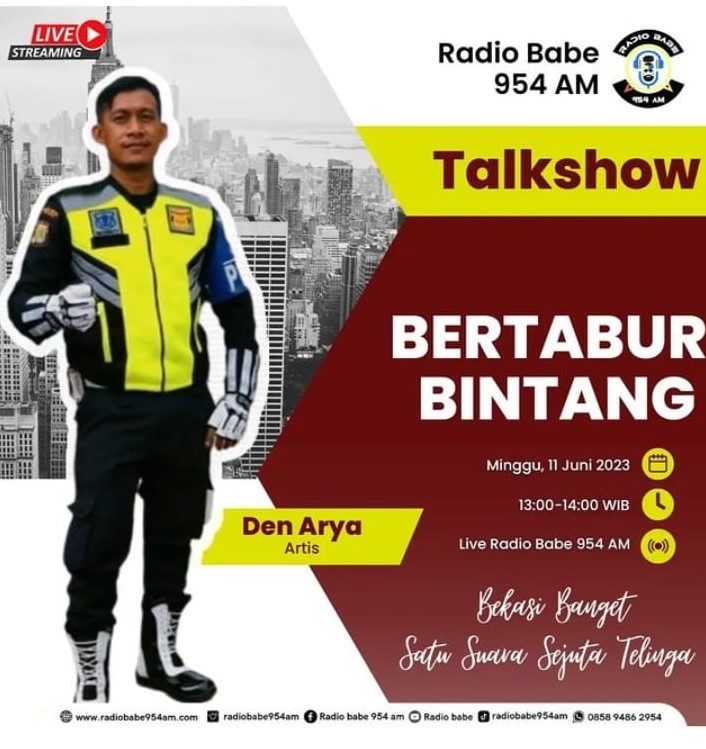 LIVE
STREAMING
Radio Babe
954 AM
RADIO BABE
954 AM
Talkshow
BERTABUR
BINTANG
Minggu, 11 Juni 2023
13:00-14:00 WIB
Live Radio Babe 954 AM
Den Arya
Artis
Bekasi Banget
Satu Suara Sejuta Telinga
www.radiobabe954am.com radiobabe954am Radio babe 954 am Radio babe radiobabe954am 0858 9486 2954